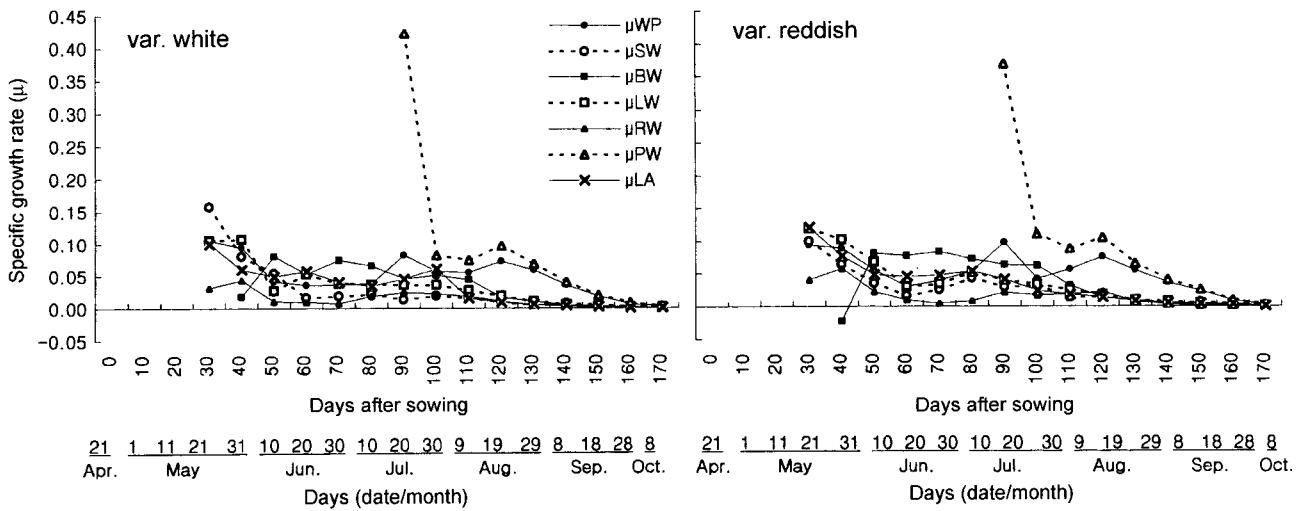 var. white
Specific growth rate (μ)
0.45
0.40
0.35
0.30
0.25
0.20
0.15
0.10
0.05
0.00
−0.05
μWP
μSW
μBW
μLW
μRW
μPW
μLA
0 10 20 30 40 50 60 70 80 90 100 110 120 130 140 150 160 170
Days after sowing
21 1 11 21 31 10 20 30 10 20 30 9 19 29 8 18 28 8
Apr. May Jun. Jul. Aug. Sep. Oct.
Days (date/month)
var. reddish
0 10 20 30 40 50 60 70 80 90 100 110 120 130 140 150 160 170
Days after sowing
21 1 11 21 31 10 20 30 10 20 30 9 19 29 8 18 28 8
Apr. May Jun. Jul. Aug. Sep. Oct.
Days (date/month)